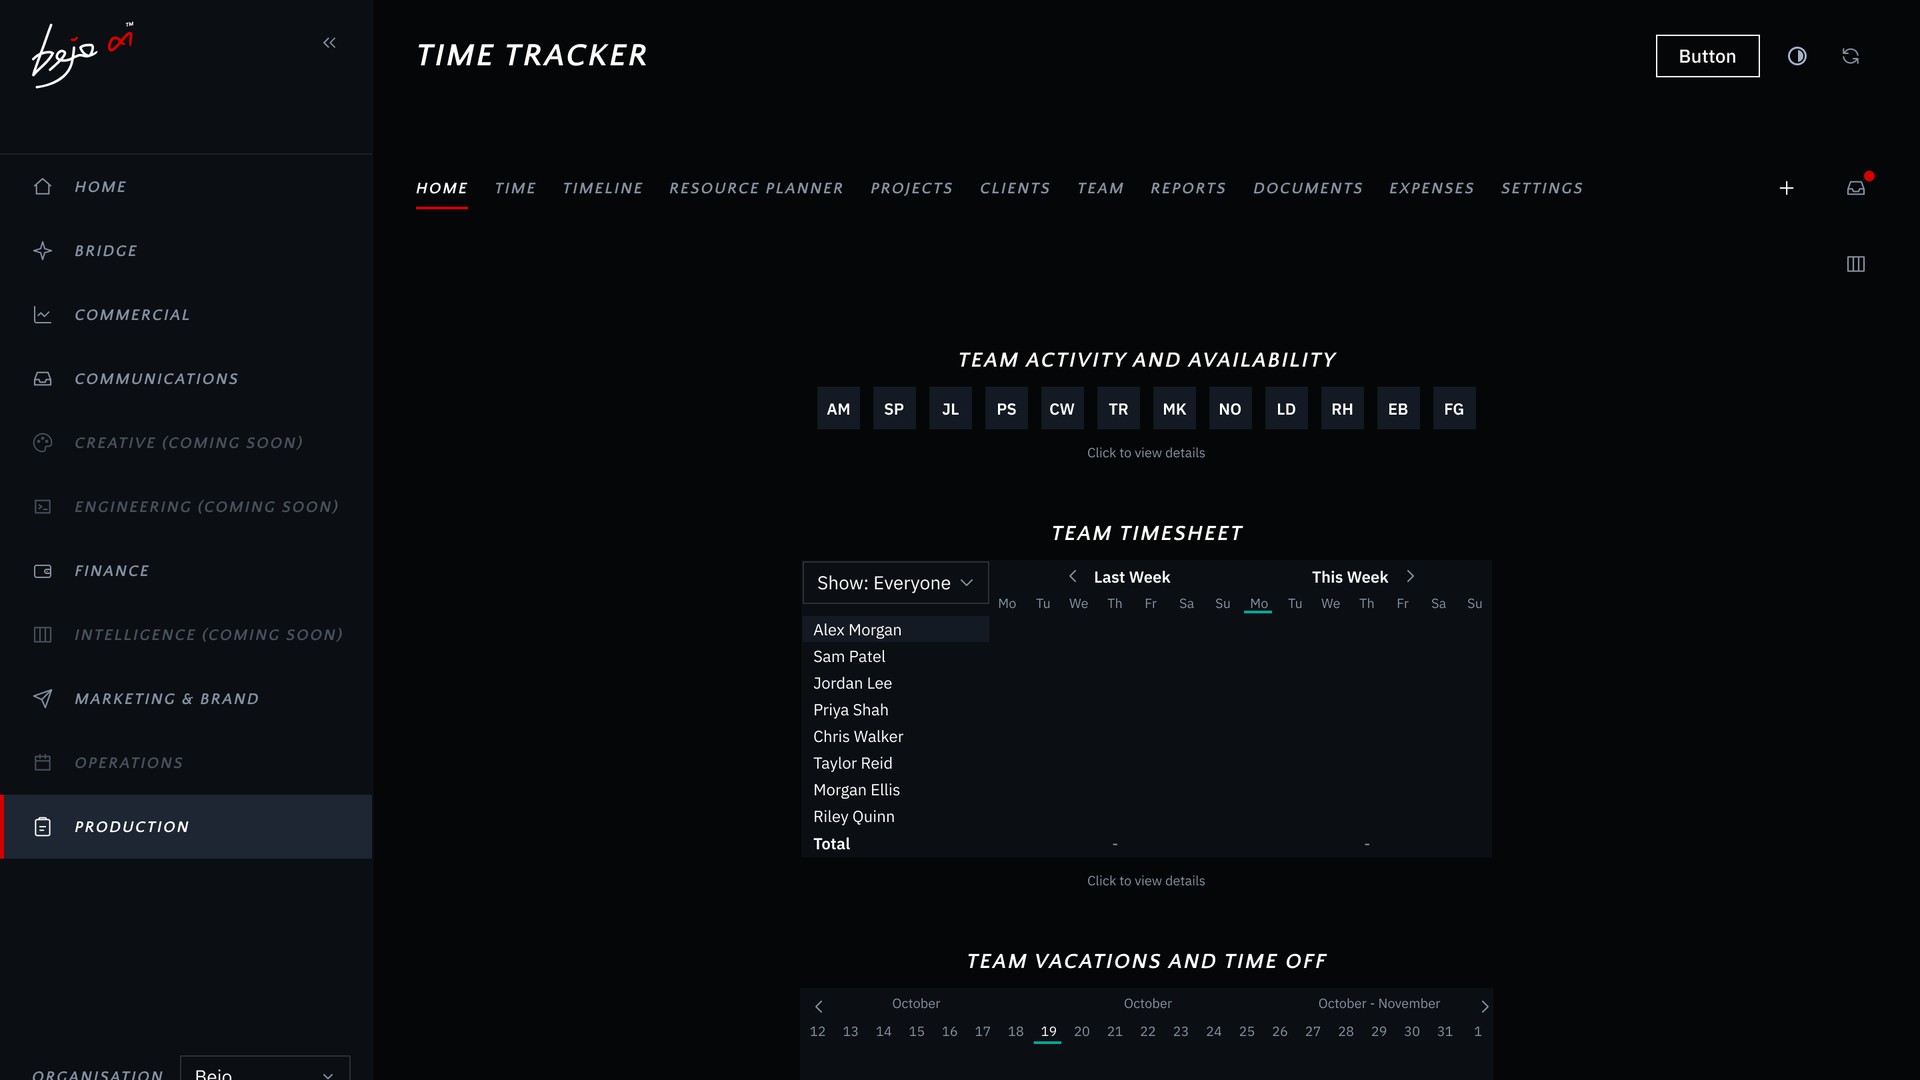 bejo ™
TIME TRACKER
Button
HOME
BRIDGE
COMMERCIAL
COMMUNICATIONS
CREATIVE (COMING SOON)
ENGINEERING (COMING SOON)
FINANCE
INTELLIGENCE (COMING SOON)
MARKETING & BRAND
OPERATIONS
PRODUCTION
ORGANISATION Bejo
HOME TIME TIMELINE RESOURCE PLANNER PROJECTS CLIENTS TEAM REPORTS DOCUMENTS EXPENSES SETTINGS
TEAM ACTIVITY AND AVAILABILITY
AM SP JL PS CW TR MK NO LD RH EB FG
Click to view details
TEAM TIMESHEET
Show: Everyone
Last Week This Week
Mo Tu We Th Fr Sa Su Mo Tu We Th Fr Sa Su
Alex Morgan
Sam Patel
Jordan Lee
Priya Shah
Chris Walker
Taylor Reid
Morgan Ellis
Riley Quinn
Total - -
Click to view details
TEAM VACATIONS AND TIME OFF
October October October - November
12 13 14 15 16 17 18 19 20 21 22 23 24 25 26 27 28 29 30 31 1